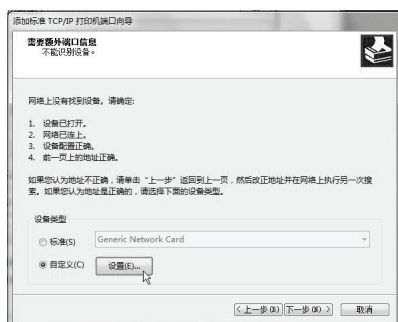 添加标准 TCP/IP 打印机端口向导
需要额外端口信息
不能识别设备。
网络上没有找到设备。请确定:
1. 设备已打开。
2. 网络已连上。
3. 设备配置正确。
4. 前一页上的地址正确。
如果您认为地址不正确，请单击“上一步”返回到上一页，然后改正地址并在网络上执行另一次搜
索。如果您认为地址是正确的，请选择下面的设备类型。
设备类型
标准(S) Generic Network Card
自定义(C) 设置(E)...
< 上一步(B) 下一步(N) > 取消